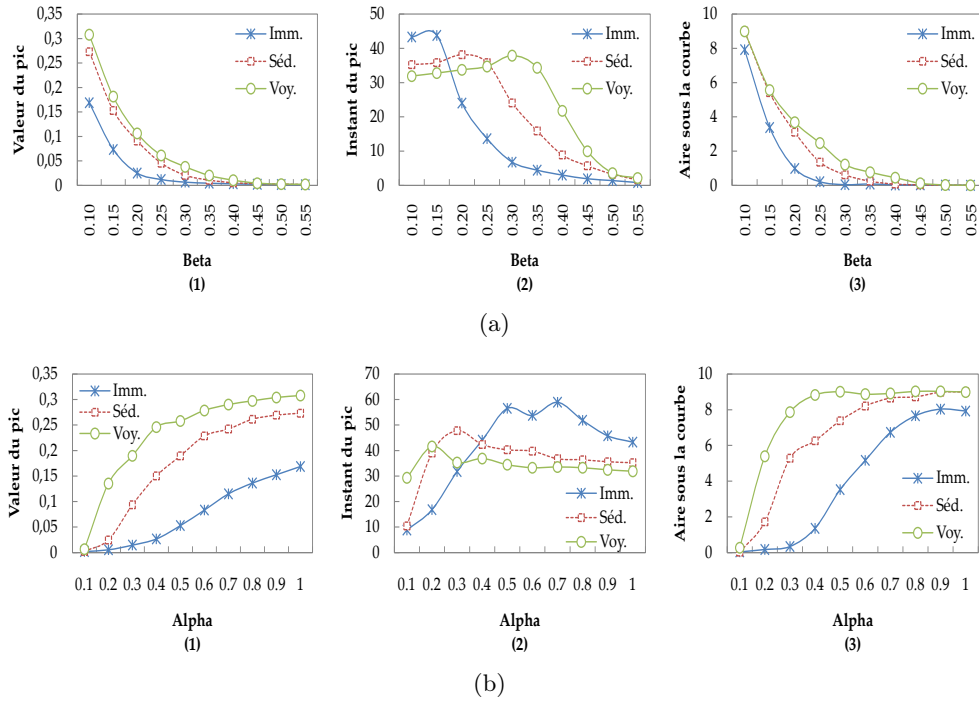 Valeur du pic
0,35
0,3
0,25
0,2
0,15
0,1
0,05
0
Imm.
Séd.
Voy.
0.10 0.15 0.20 0.25 0.30 0.35 0.40 0.45 0.50 0.55
Beta
(1)
Instant du pic
50
40
30
20
10
0
Imm.
Séd.
Voy.
0.10 0.15 0.20 0.25 0.30 0.35 0.40 0.45 0.50 0.55
Beta
(2)
Aire sous la courbe
10
8
6
4
2
0
Imm.
Séd.
Voy.
0.10 0.15 0.20 0.25 0.30 0.35 0.40 0.45 0.50 0.55
Beta
(3)
(a)
Valeur du pic
0,35
0,3
0,25
0,2
0,15
0,1
0,05
0
Imm.
Séd.
Voy.
0.1 0.2 0.3 0.4 0.5 0.6 0.7 0.8 0.9 1
Alpha
(1)
Instant du pic
70
60
50
40
30
20
10
0
Imm.
Séd.
Voy.
0.1 0.2 0.3 0.4 0.5 0.6 0.7 0.8 0.9 1
Alpha
(2)
Aire sous la courbe
10
8
6
4
2
0
Imm.
Séd.
Voy.
0.1 0.2 0.3 0.4 0.5 0.6 0.7 0.8 0.9 1
Alpha
(3)
(b)